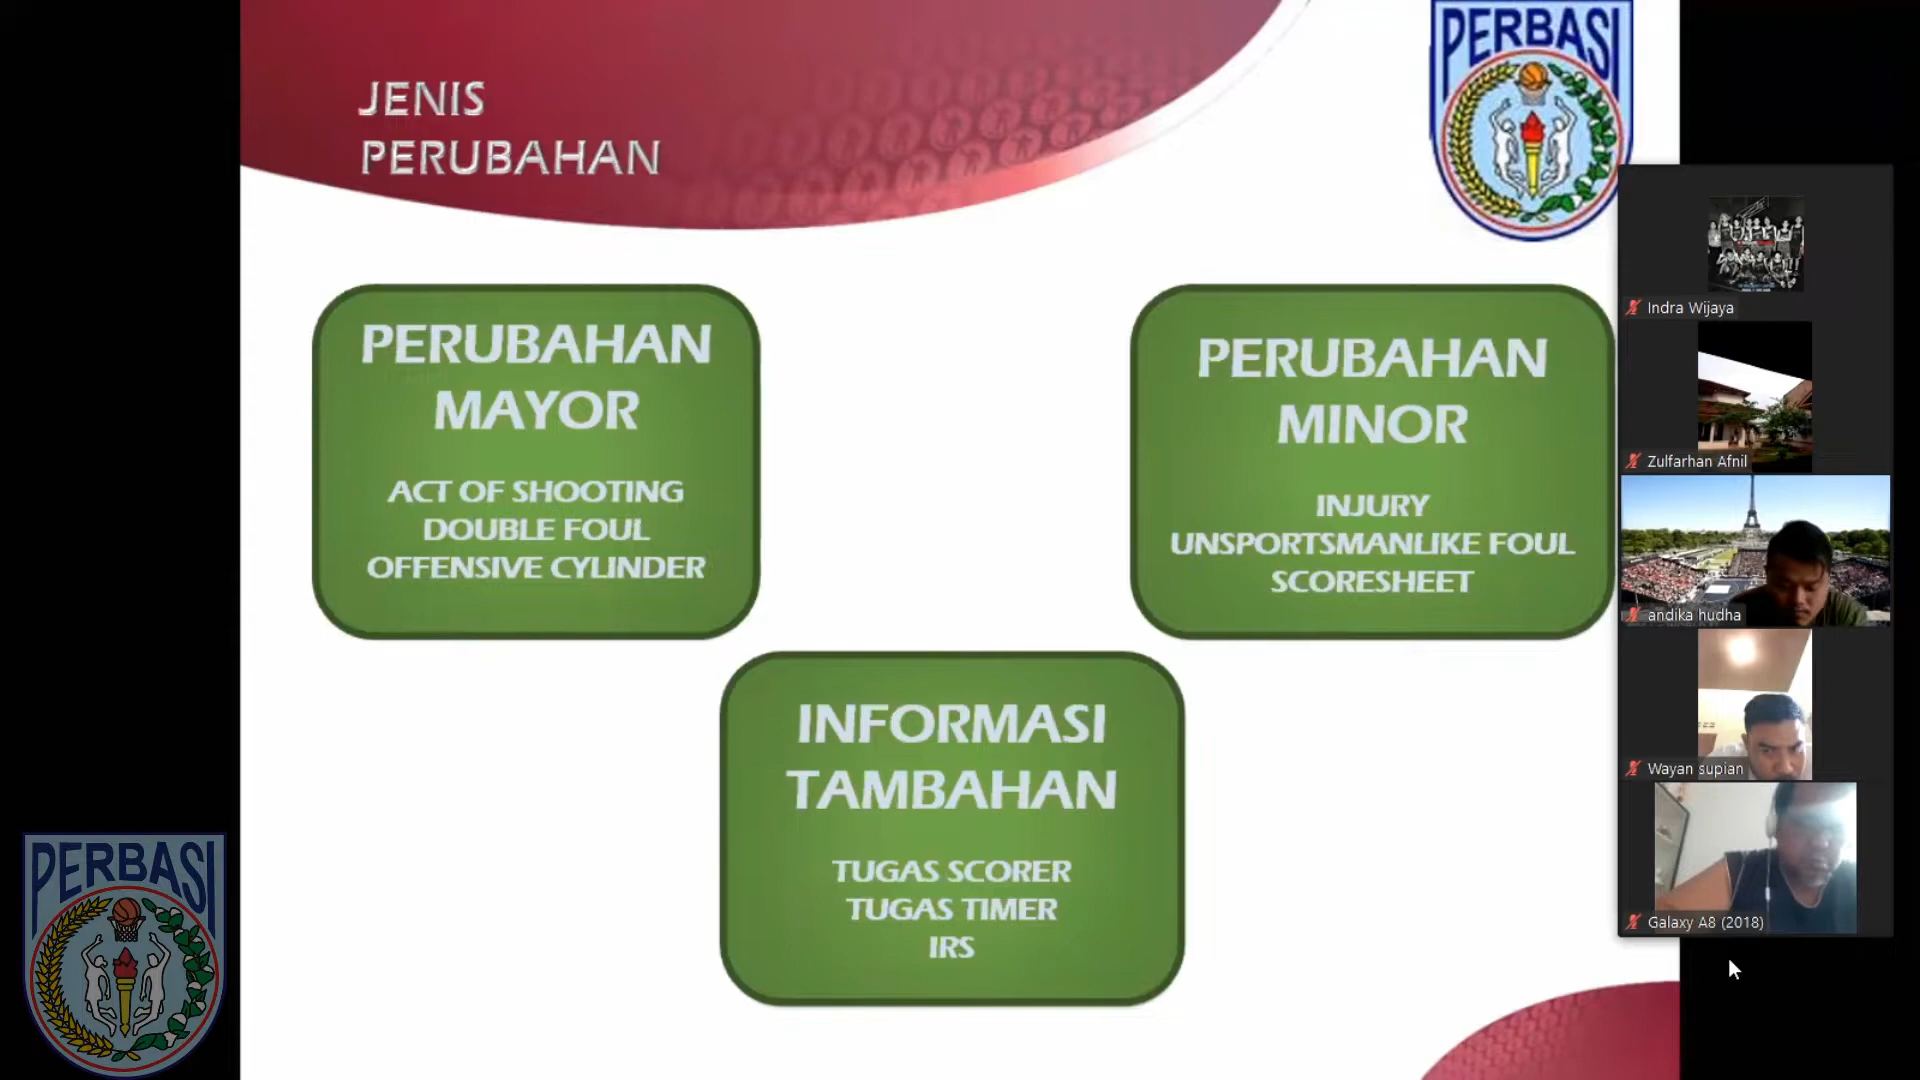 JENIS
PERUBAHAN
PERBASI
PERUBAHAN
MAYOR
ACT OF SHOOTING
DOUBLE FOUL
OFFENSIVE CYLINDER
PERUBAHAN
MINOR
INJURY
UNSPORTSMANLIKE FOUL
SCORESHEET
INFORMASI
TAMBAHAN
TUGAS SCORER
TUGAS TIMER
IRS
Indra Wijaya
Zulfarhan Afnil
andika hudha
Wayan supian
Galaxy A8 (2018)
PERBASI